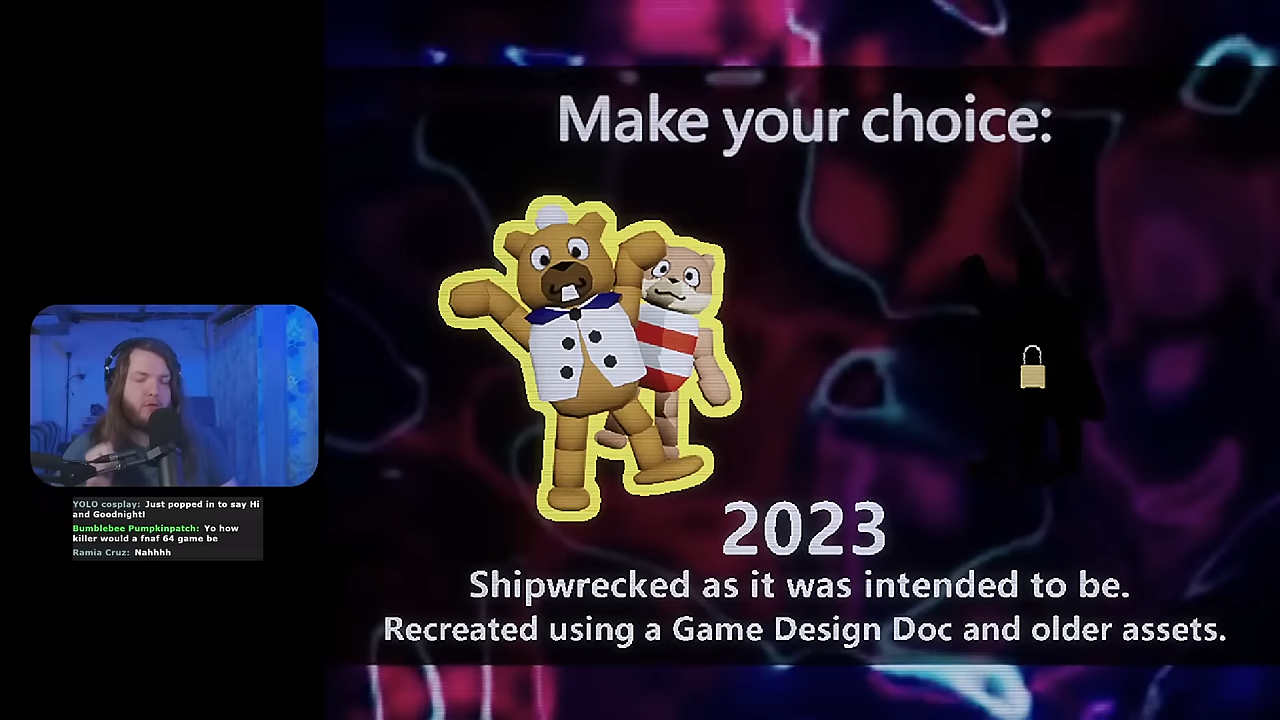 Make your choice:
2023
Shipwrecked as it was intended to be.
Recreated using a Game Design Doc and older assets.
YOLO cosplay: Just popped in to say Hi
and Goodnight!
Bumblebee Pumpkinpatch: Yo how
killer would a fnaf 64 game be
Ramia Cruz: Nahhhh